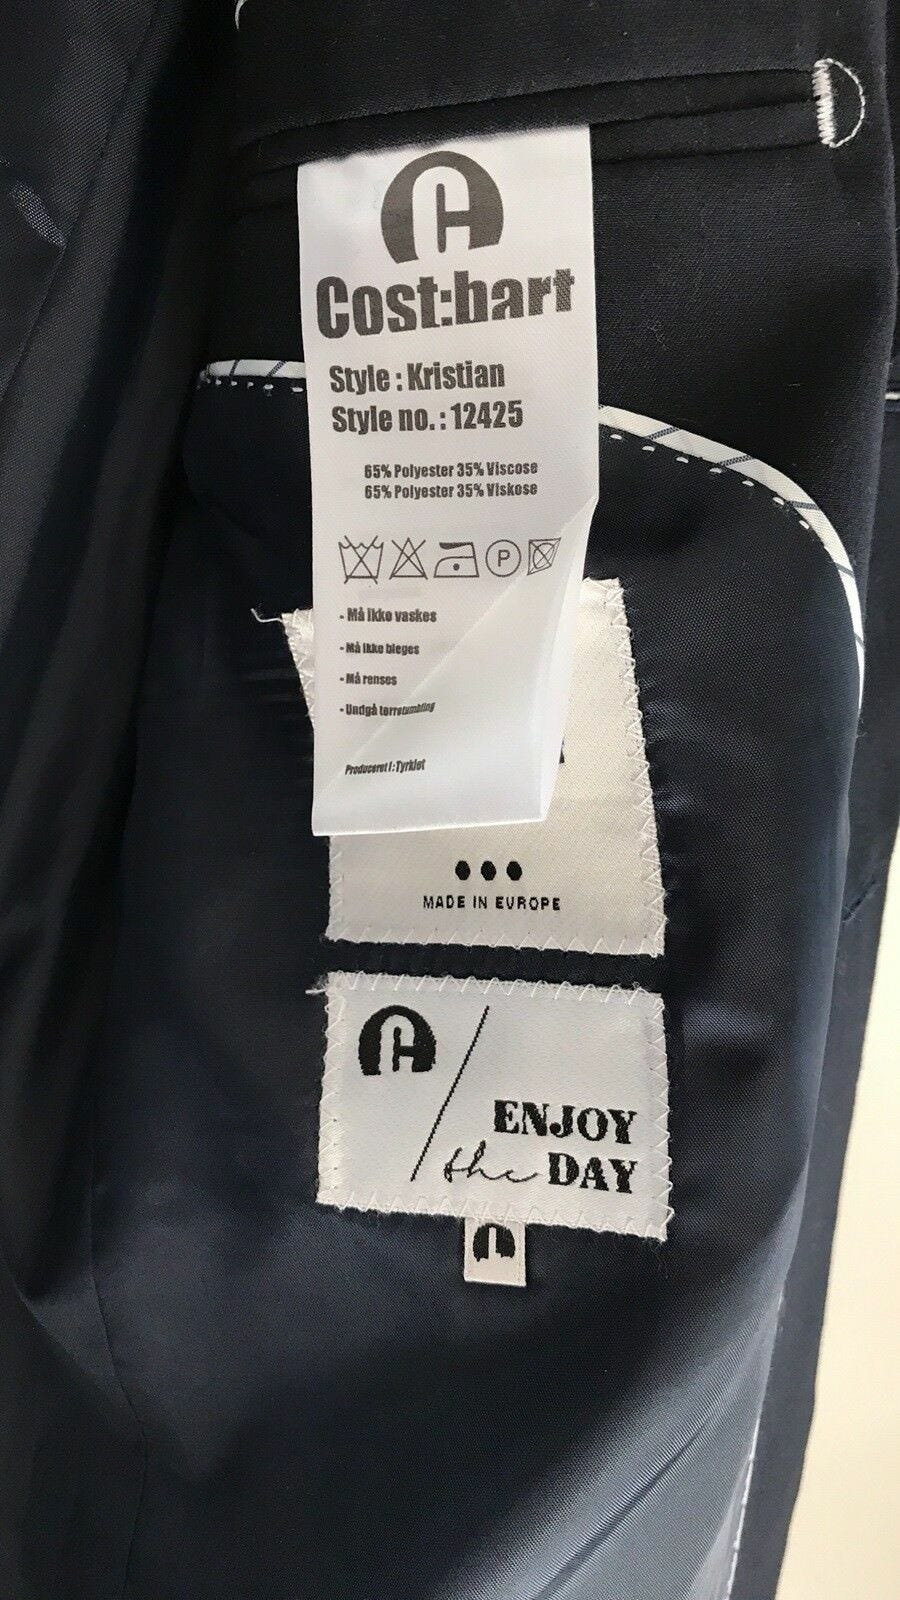 Cost:bart
Style : Kristian
Style no. : 12425
65% Polyester 35% Viscose
65% Polyester 35% Viskose
P
- Må ikke vaskes
- Må ikke bleges
- Må renses
- Undgå tørretumbling
Produceret i : Tyrkiet
MADE IN EUROPE
ENJOY
the DAY